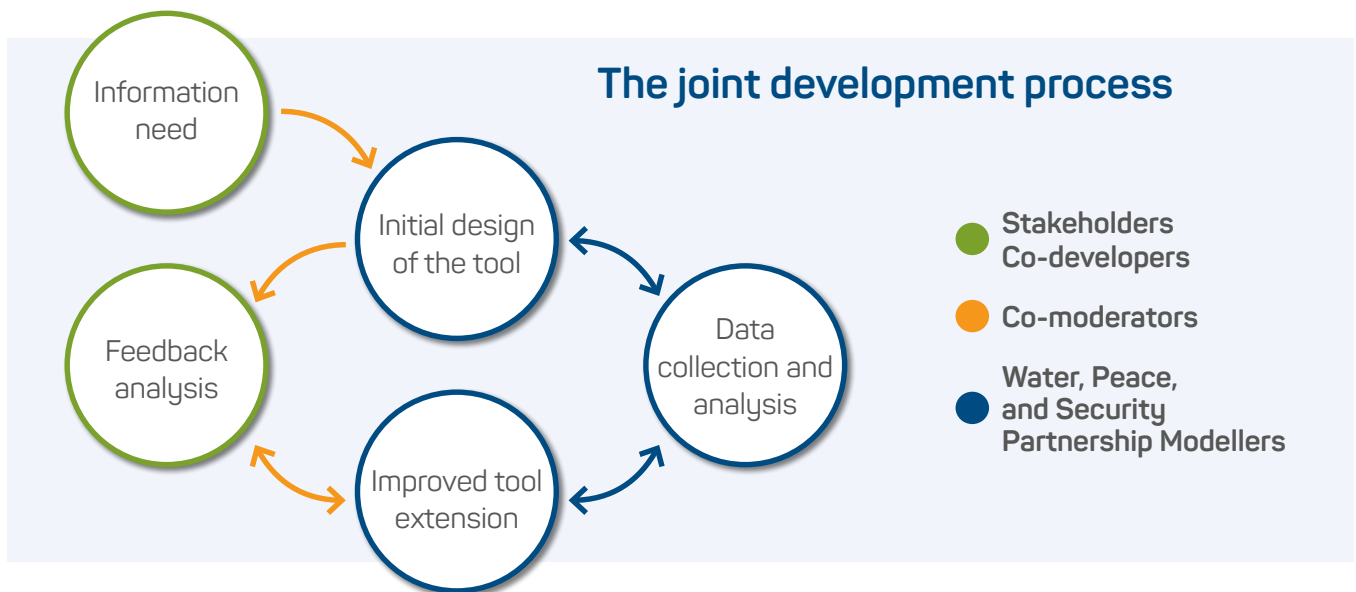 The joint development process
Information
need
Initial design
of the tool
Feedback
analysis
Data
collection and
analysis
Improved tool
extension
Stakeholders
Co-developers
Co-moderators
Water, Peace,
and Security
Partnership Modellers